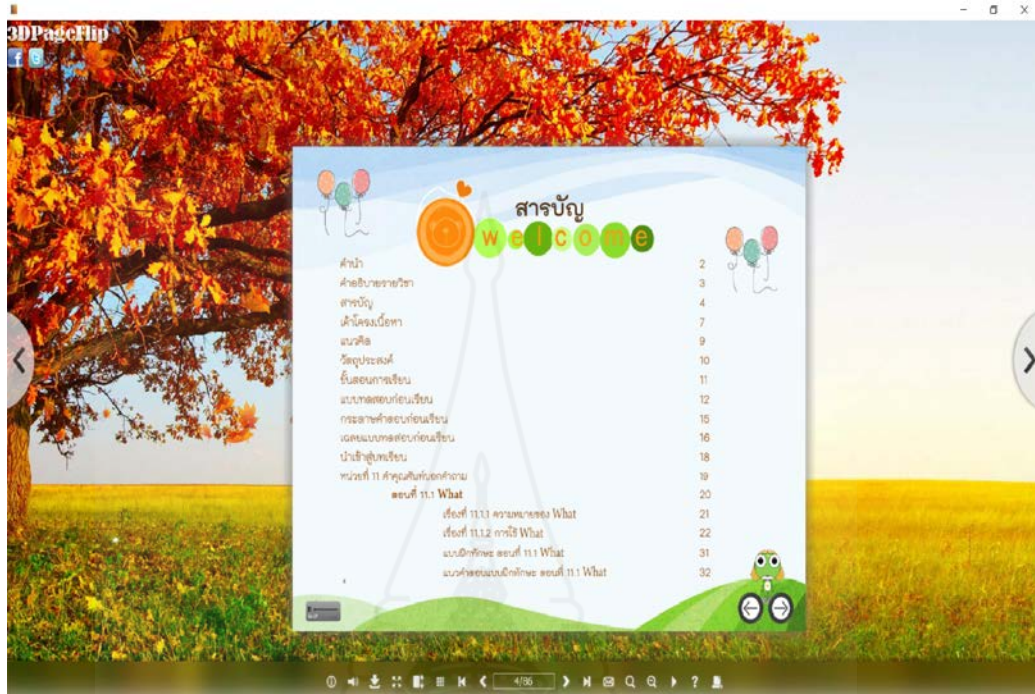 3DPageFlip
สารบัญ
welcome
คำนำ 2
คำอธิบายรายวิชา 3
สารบัญ 4
เค้าโครงเนื้อหา 7
แนวคิด 9
วัตถุประสงค์ 10
ขั้นตอนการเรียน 11
แบบทดสอบก่อนเรียน 12
กระดาษคำตอบก่อนเรียน 15
เฉลยแบบทดสอบก่อนเรียน 16
นำเข้าสู่บทเรียน 18
หน่วยที่ 11 คำคุณศัพท์บอกคำถาม 19
ตอนที่ 11.1 What 20
เรื่องที่ 11.1.1 ความหมายของ What 21
เรื่องที่ 11.1.2 การใช้ What 22
แบบฝึกทักษะ ตอนที่ 11.1 What 31
แนวคำตอบแบบฝึกทักษะ ตอนที่ 11.1 What 32
4
4/86